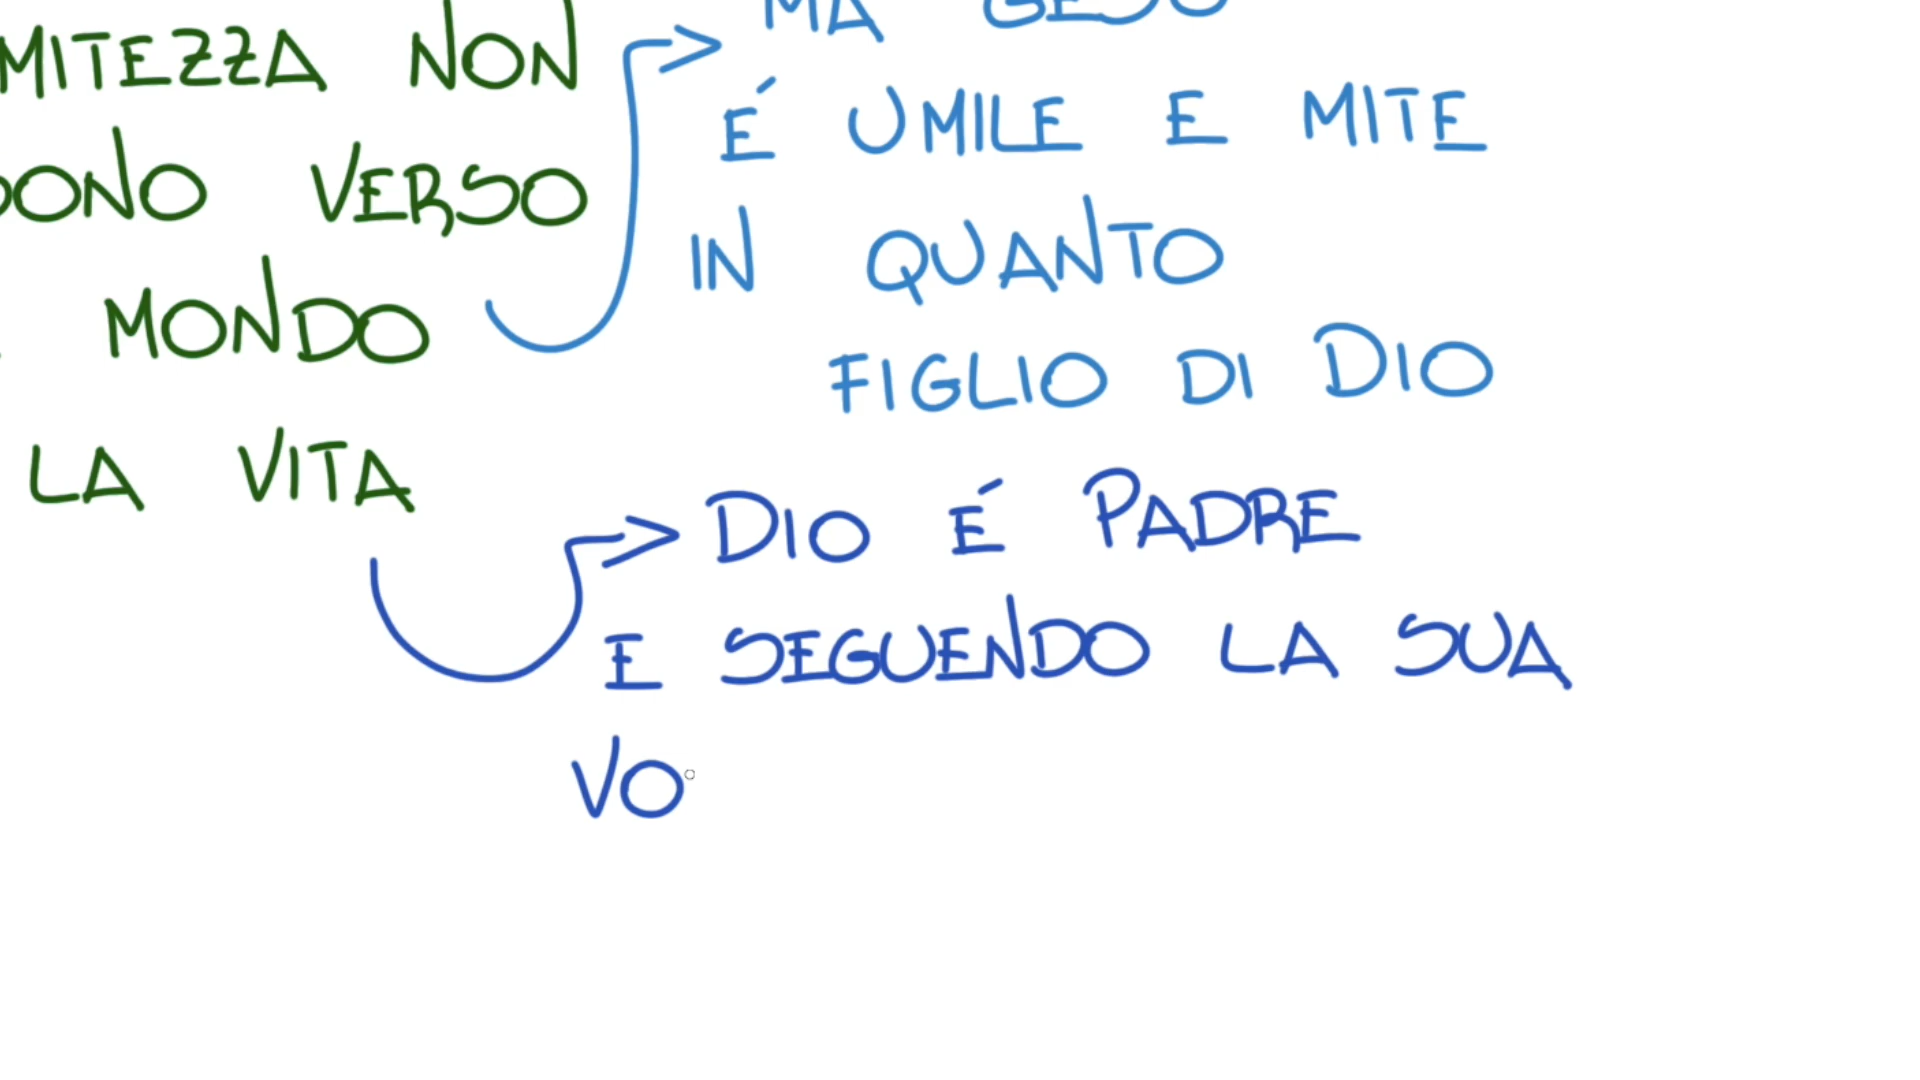 MITEZZA NON
VERSO
MONDO
LA VITA
MA GESÙ
É UMILE E MITE
IN QUANTO
FIGLIO DI DIO
DIO É PADRE
E SEGUENDO LA SUA
VO